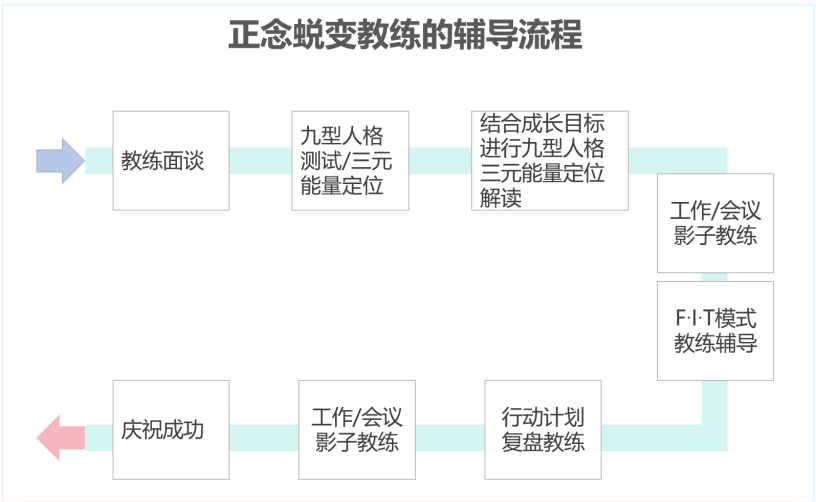 正念蜕变教练的辅导流程
教练面谈
九型人格
测试/三元
能量定位
结合成长目标
进行九型人格
三元能量定位
解读
工作/会议
影子教练
F·I·T模式
教练辅导
行动计划
复盘教练
工作/会议
影子教练
庆祝成功